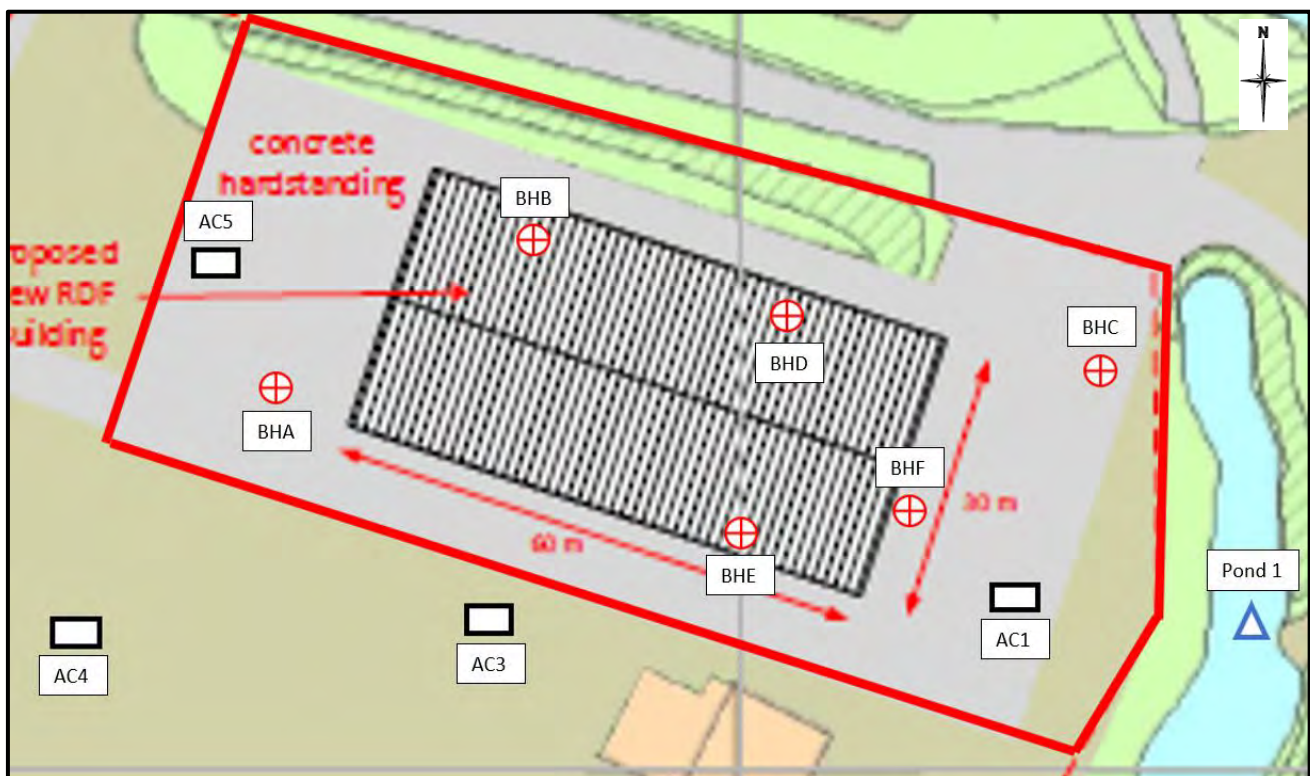 N
concrete
hardstanding
BHB
AC5
roposed
ew RDF
uilding
BHC
BHD
BHA
BHF
30 m
60 m
BHE
Pond 1
AC1
AC3
AC4